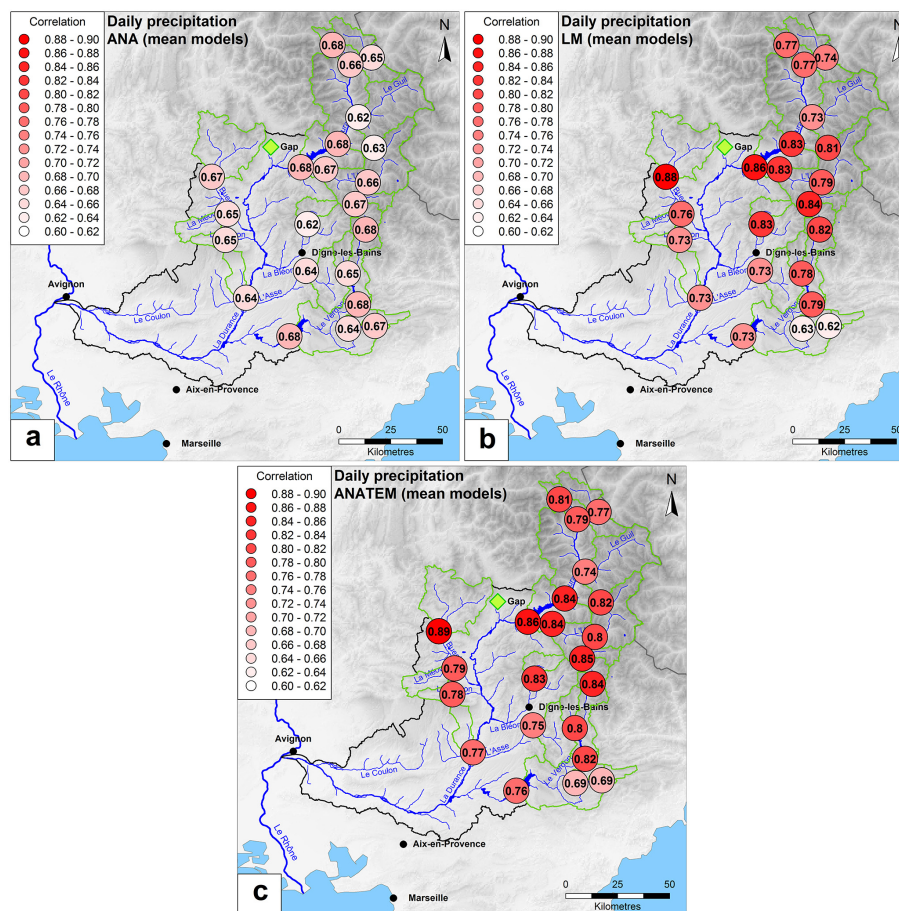 Correlation
0.88 - 0.90
0.86 - 0.88
0.84 - 0.86
0.82 - 0.84
0.80 - 0.82
0.78 - 0.80
0.76 - 0.78
0.74 - 0.76
0.72 - 0.74
0.70 - 0.72
0.68 - 0.70
0.66 - 0.68
0.64 - 0.66
0.62 - 0.64
0.60 - 0.62
Daily precipitation
ANA (mean models)
N
0.68
0.65
0.66
Le Guil
0.62
0.68
0.63
Gap
0.68
0.67
0.67
0.66
0.67
0.65
0.62
0.68
La Méou
0.65
Digne-les-Bains
0.64
0.65
La Bléon
Avignon
0.64
L'Asse
0.68
Le Coulon
La Durance
Le Verdon
0.64
0.67
0.68
Le Rhône
Aix-en-Provence
Marseille
0 25 50
Kilometres
a
Correlation
0.88 - 0.90
0.86 - 0.88
0.84 - 0.86
0.82 - 0.84
0.80 - 0.82
0.78 - 0.80
0.76 - 0.78
0.74 - 0.76
0.72 - 0.74
0.70 - 0.72
0.68 - 0.70
0.66 - 0.68
0.64 - 0.66
0.62 - 0.64
0.60 - 0.62
Daily precipitation
LM (mean models)
N
0.77
0.74
0.77
Le Guil
0.73
0.83
0.81
Gap
0.86
0.83
0.88
0.79
0.84
0.76
0.83
0.82
La Méou
0.73
Digne-les-Bains
0.73
0.78
La Bléon
Avignon
0.73
L'Asse
0.79
Le Coulon
La Durance
Le Verdon
0.63
0.62
0.73
Le Rhône
Aix-en-Provence
Marseille
0 25 50
Kilometres
b
Correlation
0.88 - 0.90
0.86 - 0.88
0.84 - 0.86
0.82 - 0.84
0.80 - 0.82
0.78 - 0.80
0.76 - 0.78
0.74 - 0.76
0.72 - 0.74
0.70 - 0.72
0.68 - 0.70
0.66 - 0.68
0.64 - 0.66
0.62 - 0.64
0.60 - 0.62
Daily precipitation
ANATEM (mean models)
N
0.81
0.77
0.79
Le Guil
0.74
0.84
0.82
Gap
0.86
0.84
0.89
0.8
0.85
0.79
0.83
0.84
La Méou
0.78
Digne-les-Bains
0.75
0.8
La Bléon
Avignon
0.77
L'Asse
0.82
Le Coulon
La Durance
Le Verdon
0.69
0.69
0.76
Le Rhône
Aix-en-Provence
Marseille
0 25 50
Kilometres
c